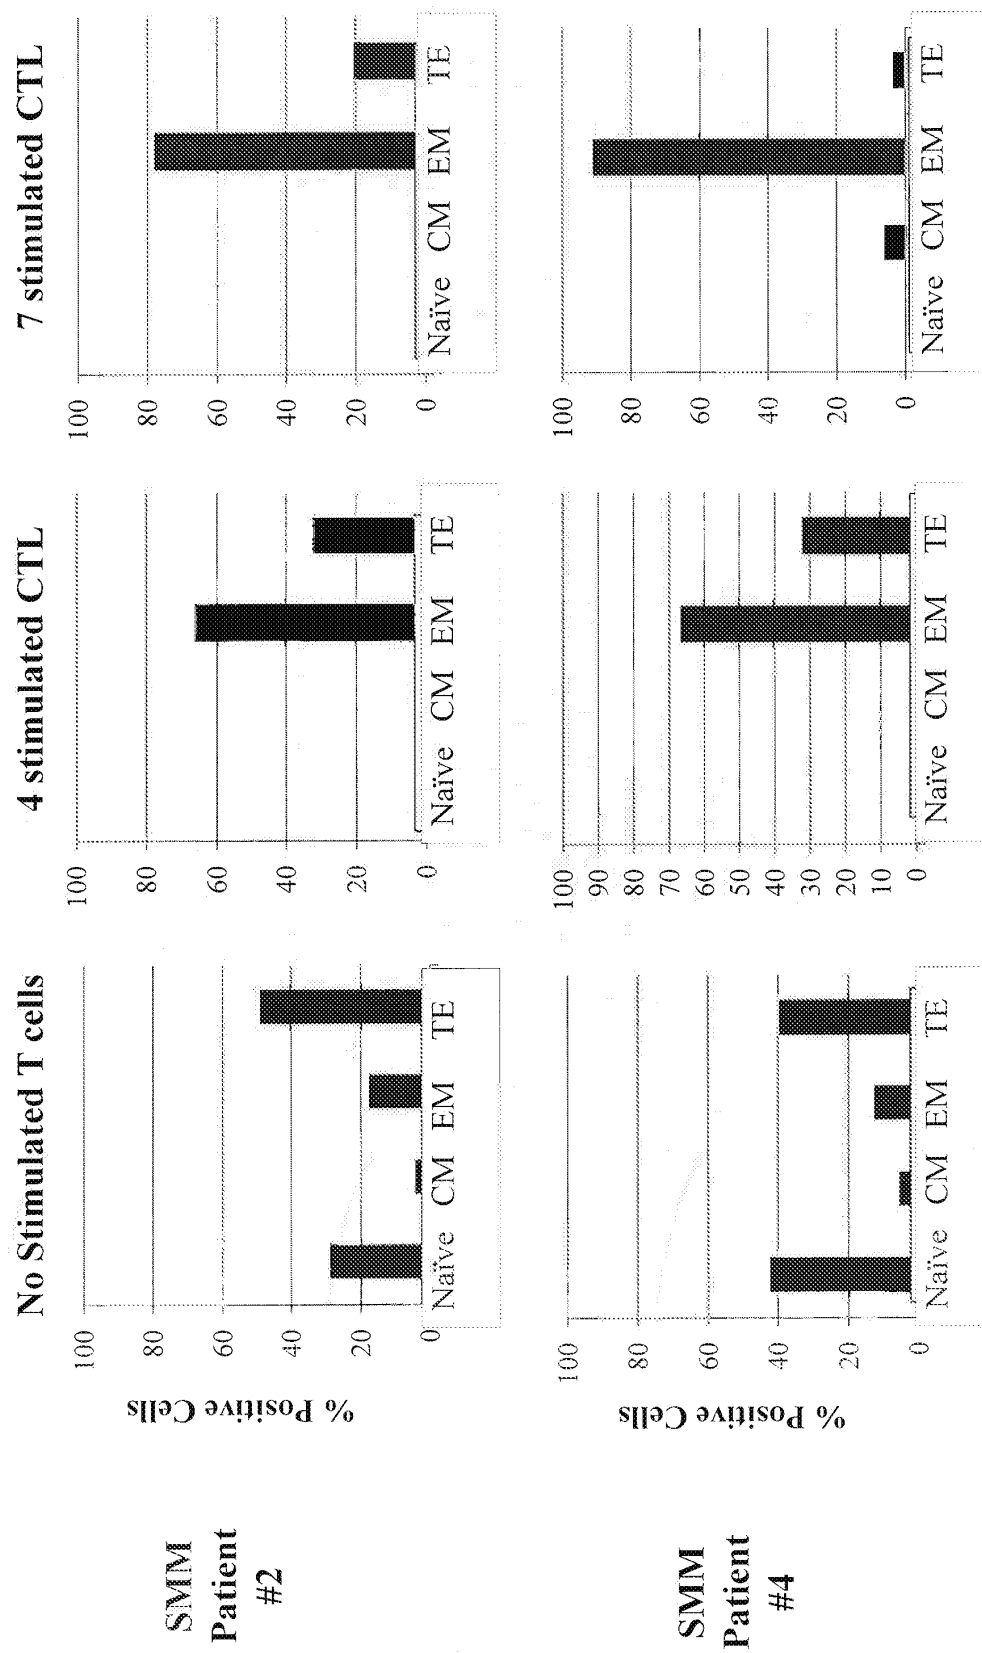 No Stimulated T cells
4 stimulated CTL
7 stimulated CTL
SMM
Patient
#2
% Positive Cells
100
80
60
40
20
0
Naïve CM EM TE
100
80
60
40
20
0
Naïve CM EM TE
100
80
60
40
20
0
Naïve CM EM TE
SMM
Patient
#4
% Positive Cells
100
80
60
40
20
0
Naïve CM EM TE
100
90
80
70
60
50
40
30
20
10
0
Naïve CM EM TE
100
80
60
40
20
0
Naïve CM EM TE